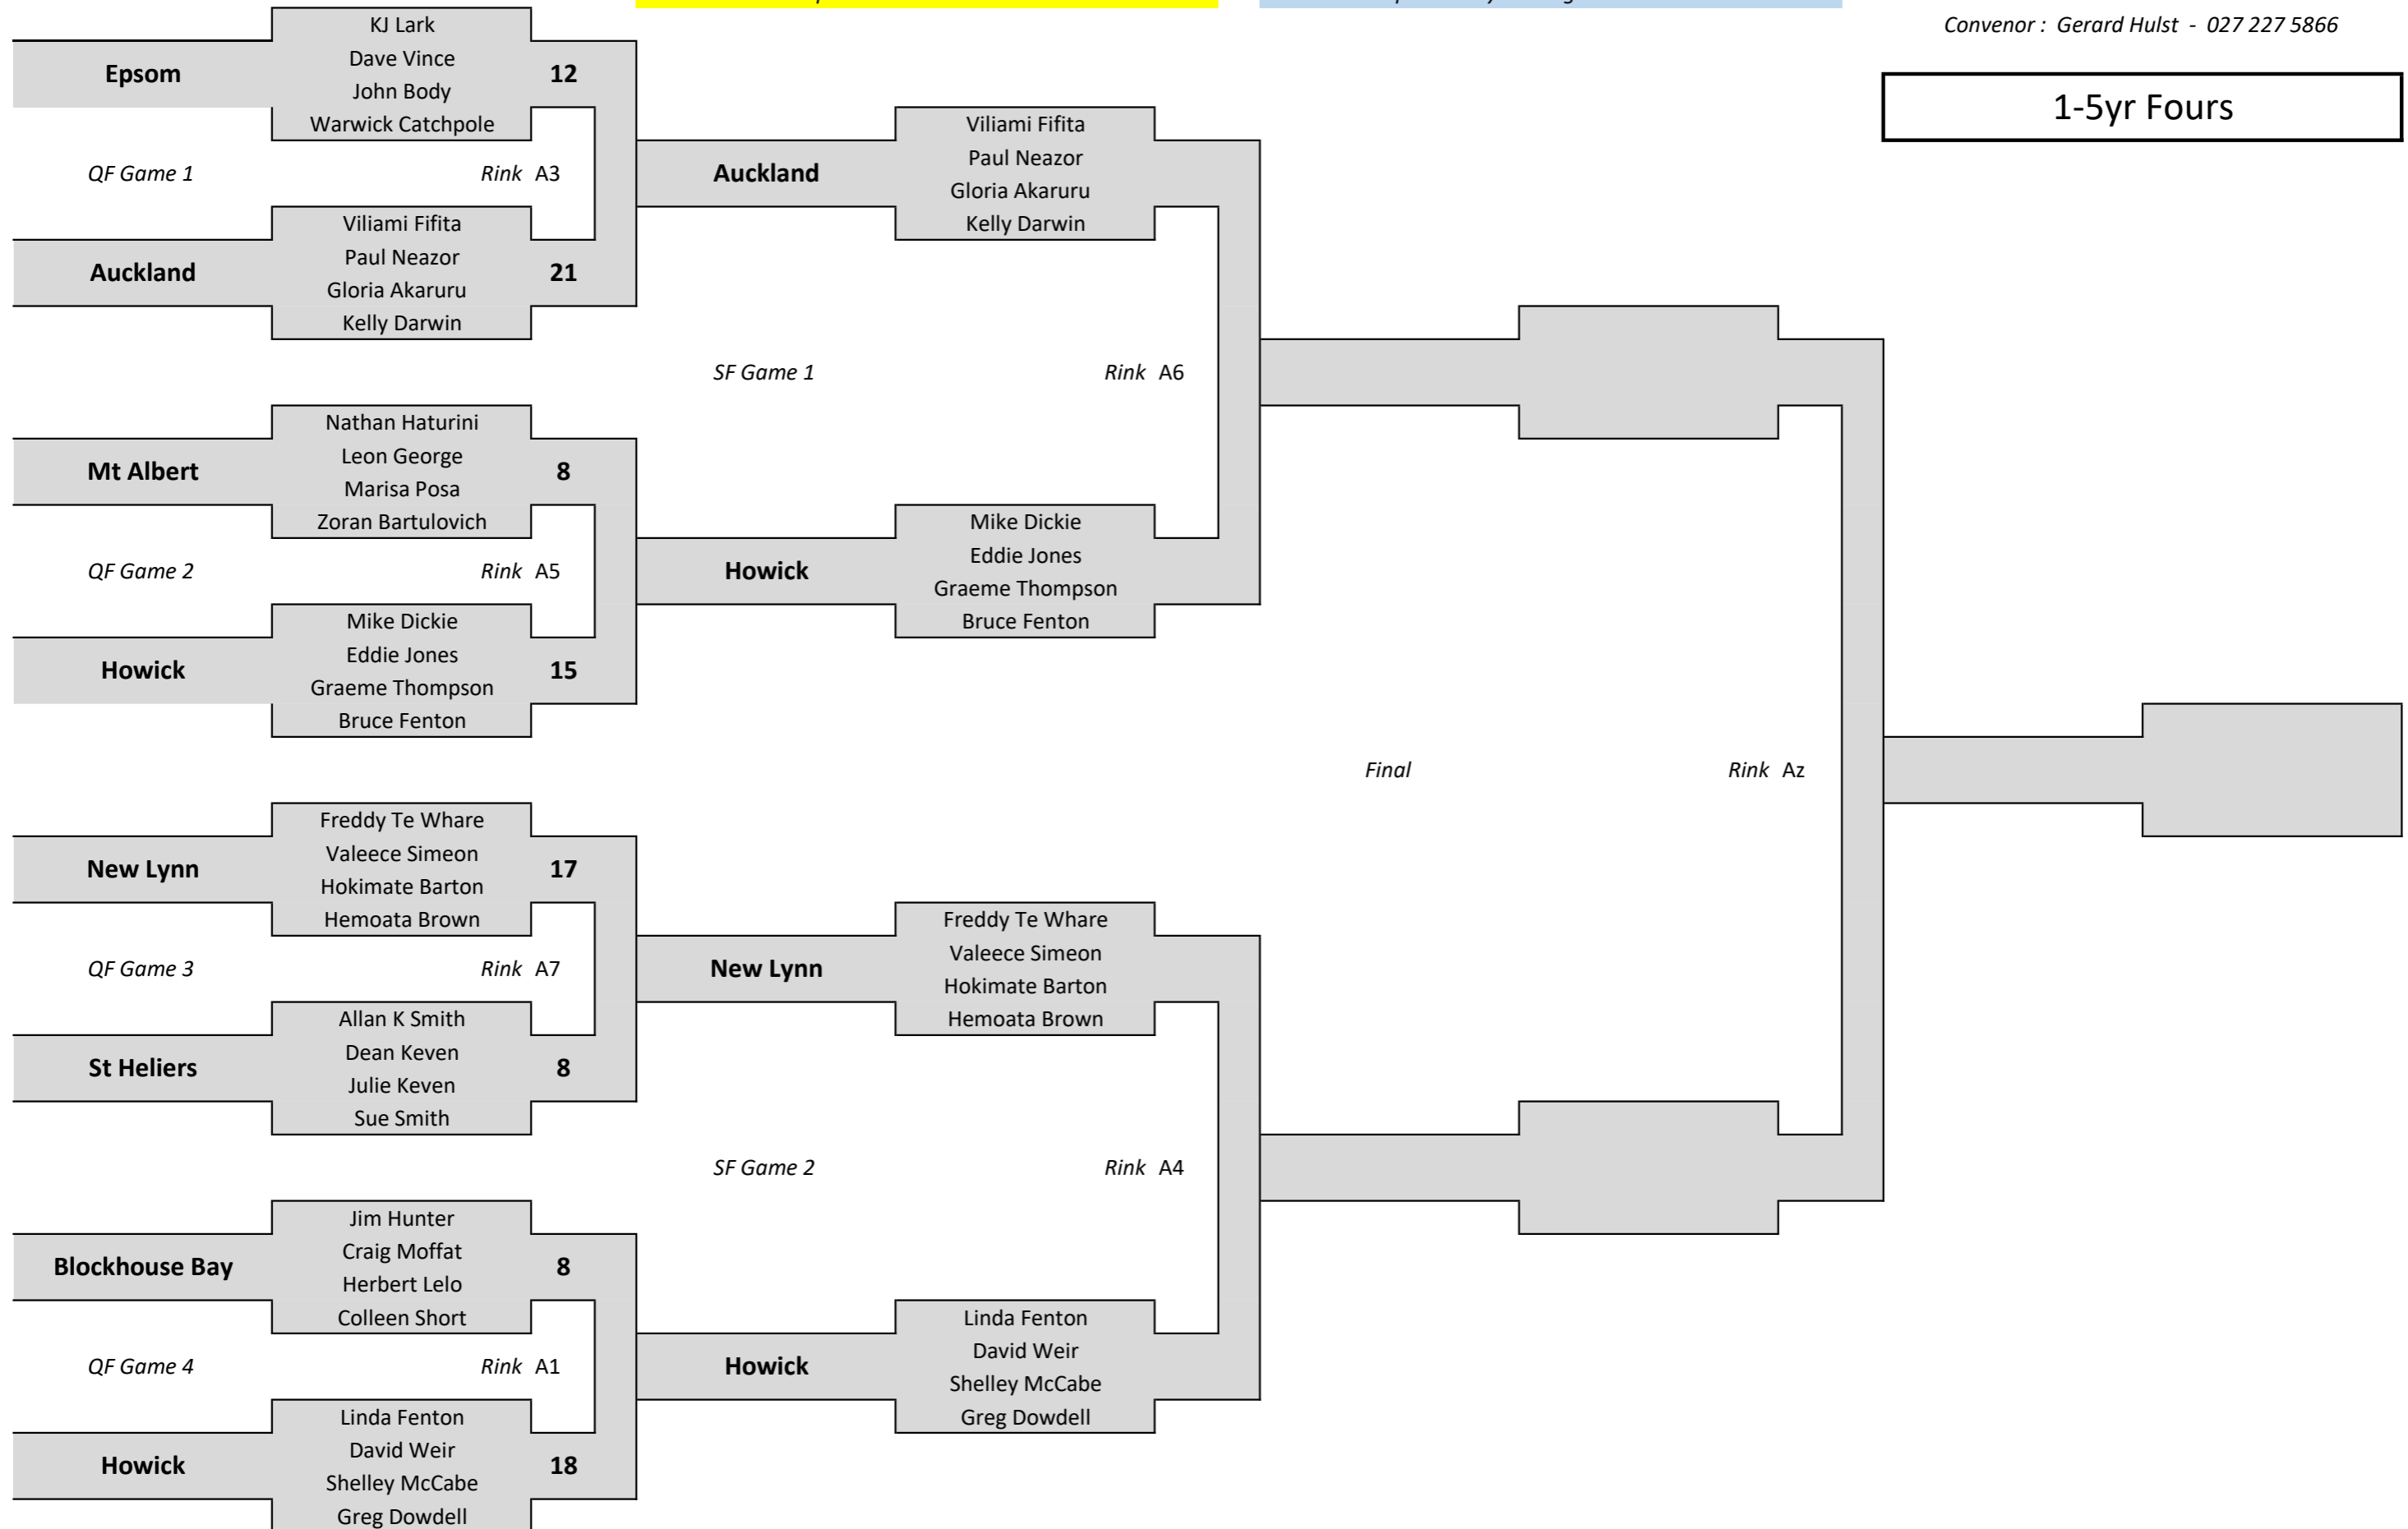 Convenor : Gerard Hulst - 027 227 5866
1-5yr Fours
KJ Lark
Dave Vince
John Body
Warwick Catchpole
Epsom
12
QF Game 1
Rink A3
Viliami Fifita
Paul Neazor
Gloria Akaruru
Kelly Darwin
Auckland
21
Auckland
Viliami Fifita
Paul Neazor
Gloria Akaruru
Kelly Darwin
SF Game 1
Rink A6
Nathan Haturini
Leon George
Marisa Posa
Zoran Bartulovich
Mt Albert
8
QF Game 2
Rink A5
Mike Dickie
Eddie Jones
Graeme Thompson
Bruce Fenton
Howick
15
Howick
Mike Dickie
Eddie Jones
Graeme Thompson
Bruce Fenton
Final
Rink Az
Freddy Te Whare
Valeece Simeon
Hokimate Barton
Hemoata Brown
New Lynn
17
QF Game 3
Rink A7
Allan K Smith
Dean Keven
Julie Keven
Sue Smith
St Heliers
8
New Lynn
Freddy Te Whare
Valeece Simeon
Hokimate Barton
Hemoata Brown
SF Game 2
Rink A4
Jim Hunter
Craig Moffat
Herbert Lelo
Colleen Short
Blockhouse Bay
8
QF Game 4
Rink A1
Linda Fenton
David Weir
Shelley McCabe
Greg Dowdell
Howick
18
Howick
Linda Fenton
David Weir
Shelley McCabe
Greg Dowdell